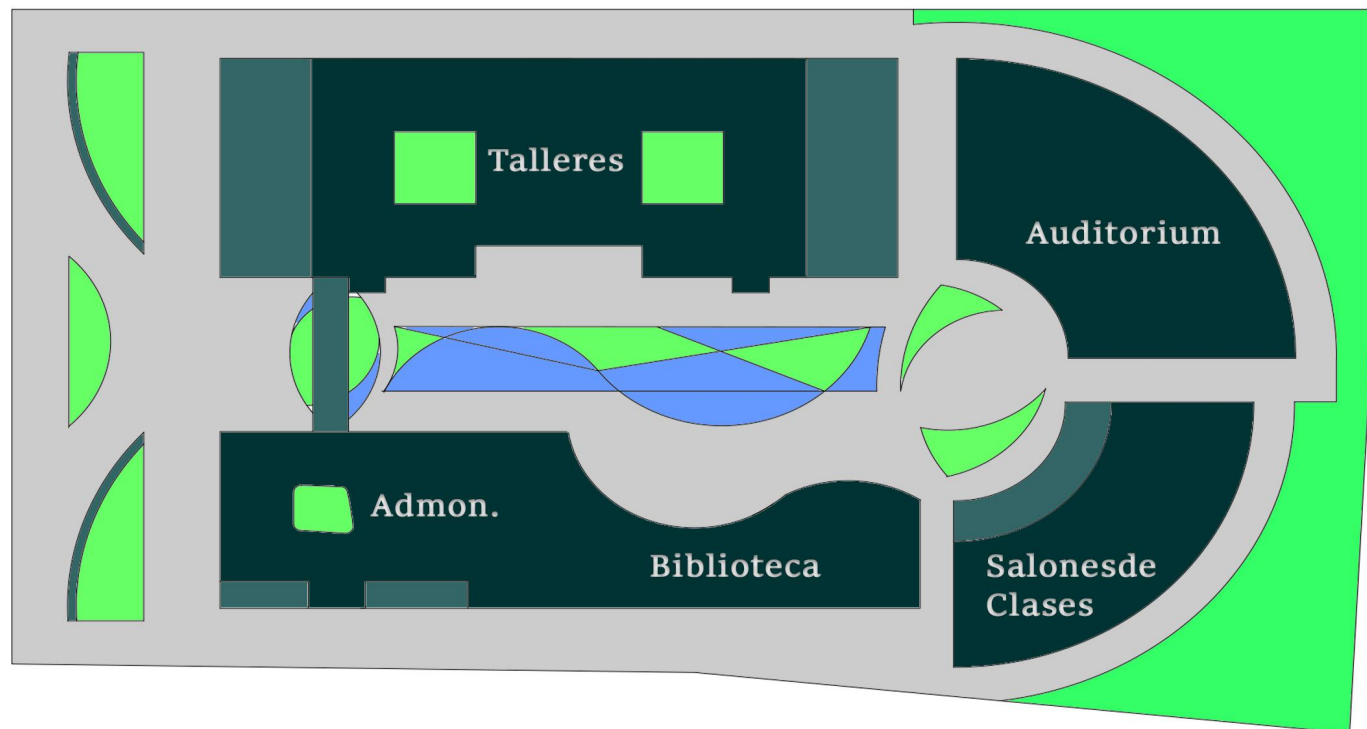 Talleres
Auditorium
Admon.
Biblioteca
Salonesde
Clases